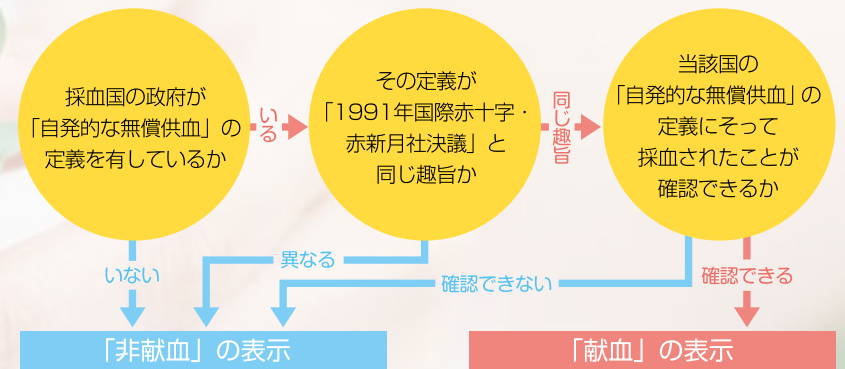 採血国の政府が
「自発的な無償供血」の
定義を有しているか
いる
その定義が
「1991年国際赤十字・
赤新月社決議」と
同じ趣旨か
同じ趣旨
当該国の
「自発的な無償供血」の
定義にそって
採血されたことが
確認できるか
いない
異なる
確認できない
確認できる
「非献血」の表示
「献血」の表示